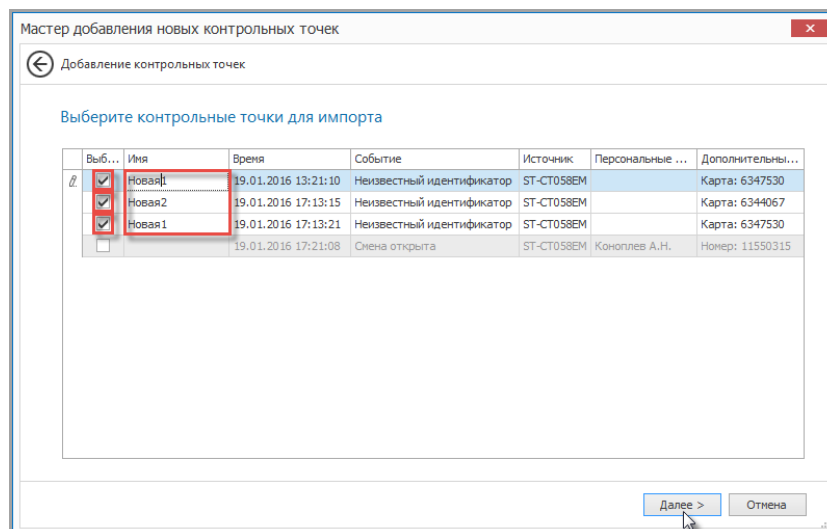 Мастер добавления новых контрольных точек
Добавление контрольных точек
Выберите контрольные точки для импорта
Выб... Имя Время Событие Источник Персональные ... Дополнительны...
Новая1 19.01.2016 13:21:10 Неизвестный идентификатор ST-CT058EM Карта: 6347530
Новая2 19.01.2016 17:13:15 Неизвестный идентификатор ST-CT058EM Карта: 6344067
Новая1 19.01.2016 17:13:21 Неизвестный идентификатор ST-CT058EM Карта: 6347530
19.01.2016 17:21:08 Смена открыта ST-CT058EM Коноплев А.Н. Номер: 11550315
Далее > Отмена